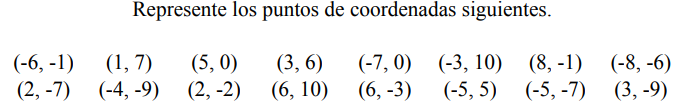 Represente los puntos de coordenadas siguientes.
(-6, -1) (1, 7) (5, 0) (3, 6) (-7, 0) (-3, 10) (8, -1) (-8, -6)
(2, -7) (-4, -9) (2, -2) (6, 10) (6, -3) (-5, 5) (-5, -7) (3, -9)